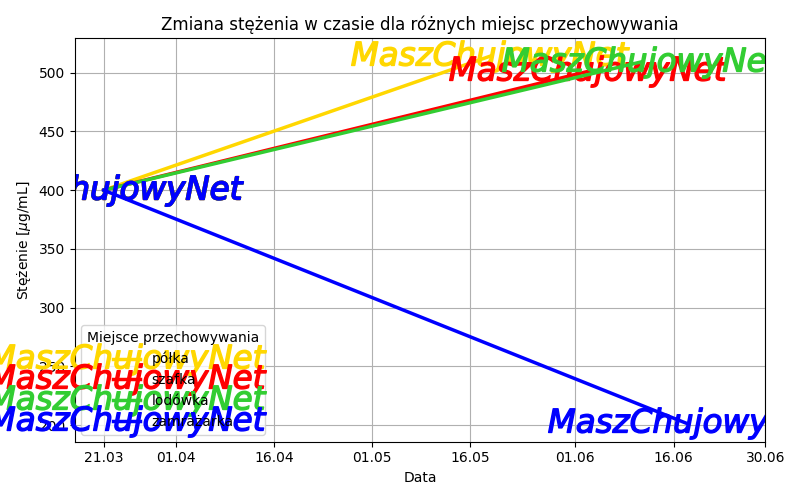 Zmiana stężenia w czasie dla różnych miejsc przechowywania
MaszChujowyNet
MaszChujowyNet
MaszChujowyNe
hujowyNet
MaszChujowy
Stężenie [μg/mL]
500
450
400
350
300
Miejsce przechowywania
MaszChujowyNet półka
MaszChujowyNet szafka
MaszChujowyNet lodówka
MaszChujowyNet zamrażarka
21.03 01.04 16.04 01.05 16.05 01.06 16.06 30.06
Data